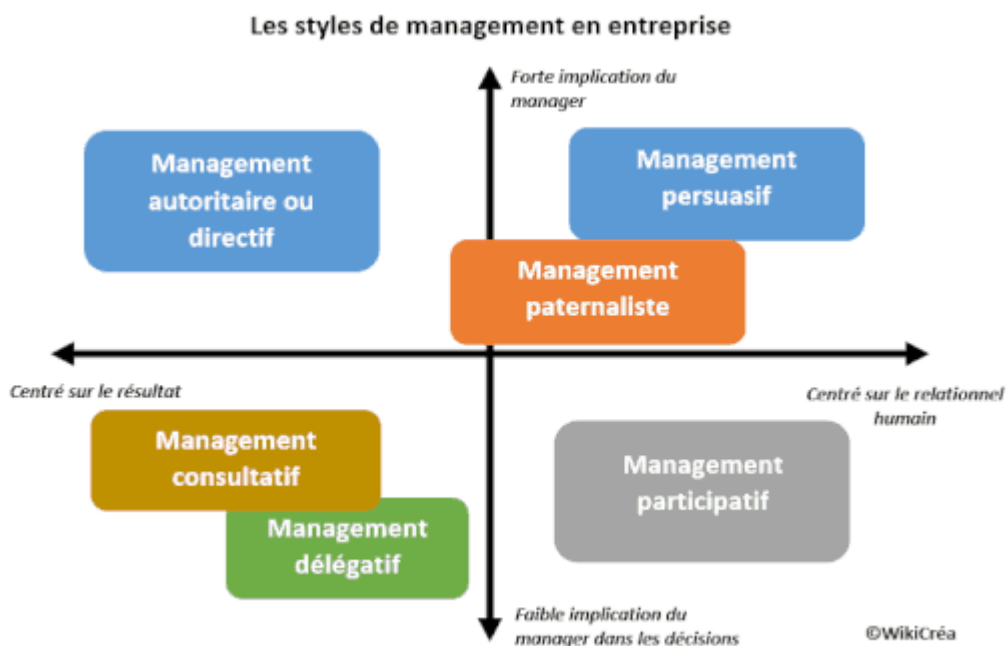 Les styles de management en entreprise
Forte implication du
manager
Management
autoritaire ou
directif
Management
persuasif
Management
paternaliste
Centré sur le résultat
Centré sur le relationnel
humain
Management
consultatif
Management
participatif
Management
délégatif
Faible implication du
manager dans les décisions
©WikiCréa